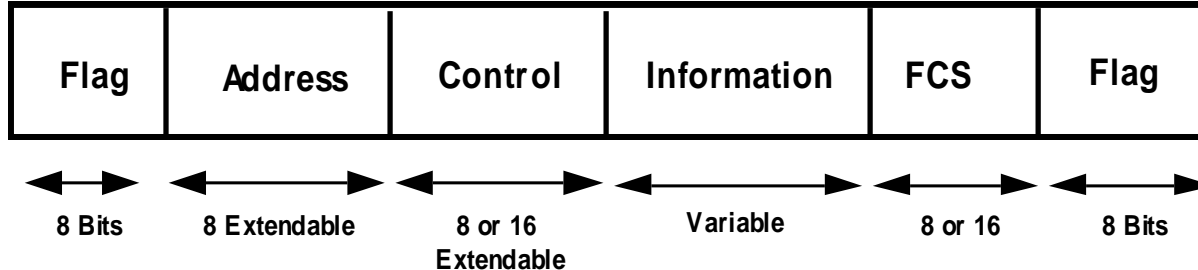 Flag Address Control Information FCS Flag
8 Bits 8 Extendable 8 or 16 Extendable Variable 8 or 16 8 Bits